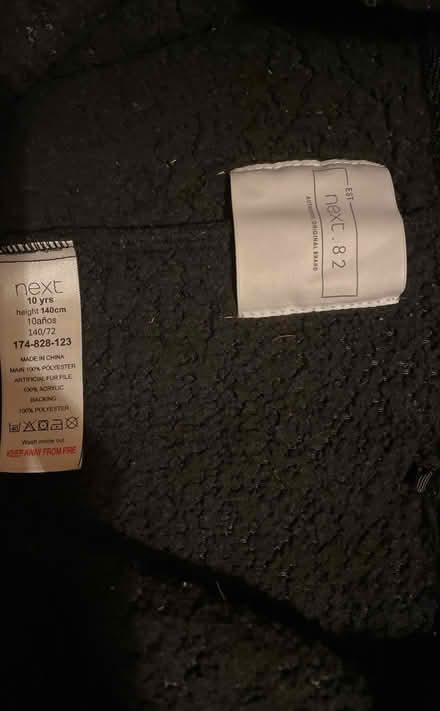 next
10 yrs
height 140cm
10años
140/72
174-828-123
MADE IN CHINA
MAIN 100% POLYESTER
ARTIFICIAL FUR PILE
100% ACRYLIC
BACKING
100% POLYESTER
Wash inside out
KEEP AWAY FROM FIRE
EST
next.82
AUTHENTIC ORIGINAL BRAND